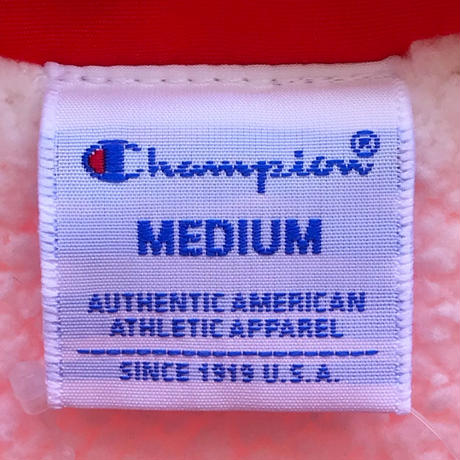 Champion®
MEDIUM
AUTHENTIC AMERICAN
ATHLETIC APPAREL
SINCE 1919 U.S.A.